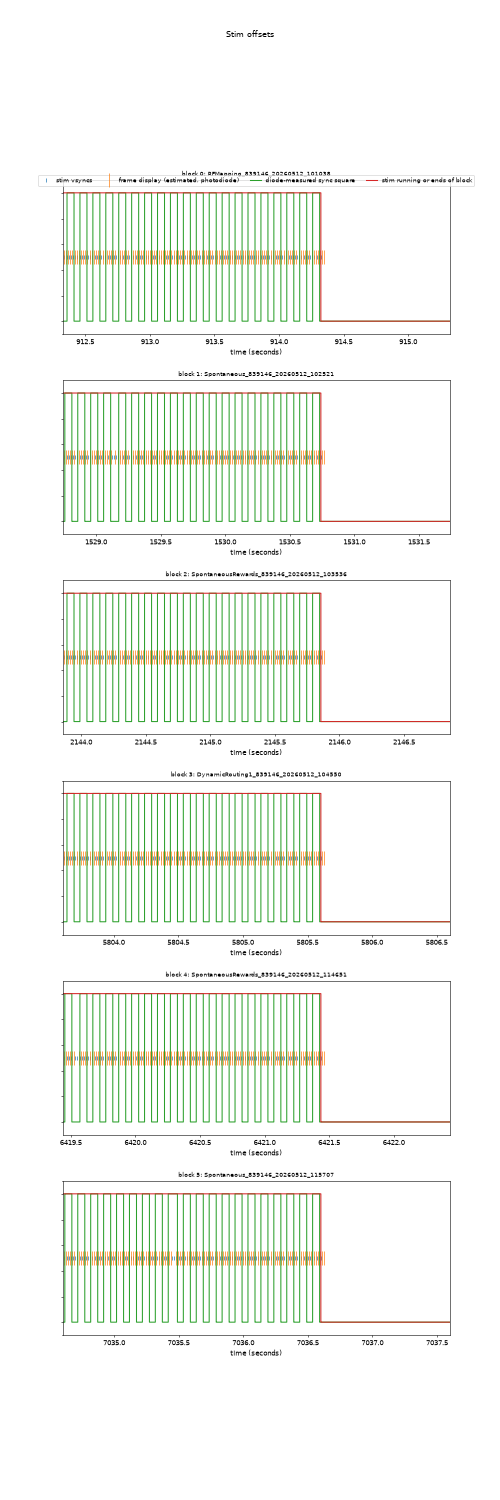 Stim offsets
block 0: RFMapping_839146_20260512_101038
stim vsyncs frame display (estimated, photodiode) diode-measured sync square stim running or ends of block
912.5 913.0 913.5 914.0 914.5 915.0
time (seconds)
block 1: Spontaneous_839146_20260512_102521
1529.0 1529.5 1530.0 1530.5 1531.0 1531.5
time (seconds)
block 2: SpontaneousRewards_839146_20260512_103536
2144.0 2144.5 2145.0 2145.5 2146.0 2146.5
time (seconds)
block 3: DynamicRouting1_839146_20260512_104550
5804.0 5804.5 5805.0 5805.5 5806.0 5806.5
time (seconds)
block 4: SpontaneousRewards_839146_20260512_114651
6419.5 6420.0 6420.5 6421.0 6421.5 6422.0
time (seconds)
block 5: Spontaneous_839146_20260512_115707
7035.0 7035.5 7036.0 7036.5 7037.0 7037.5
time (seconds)